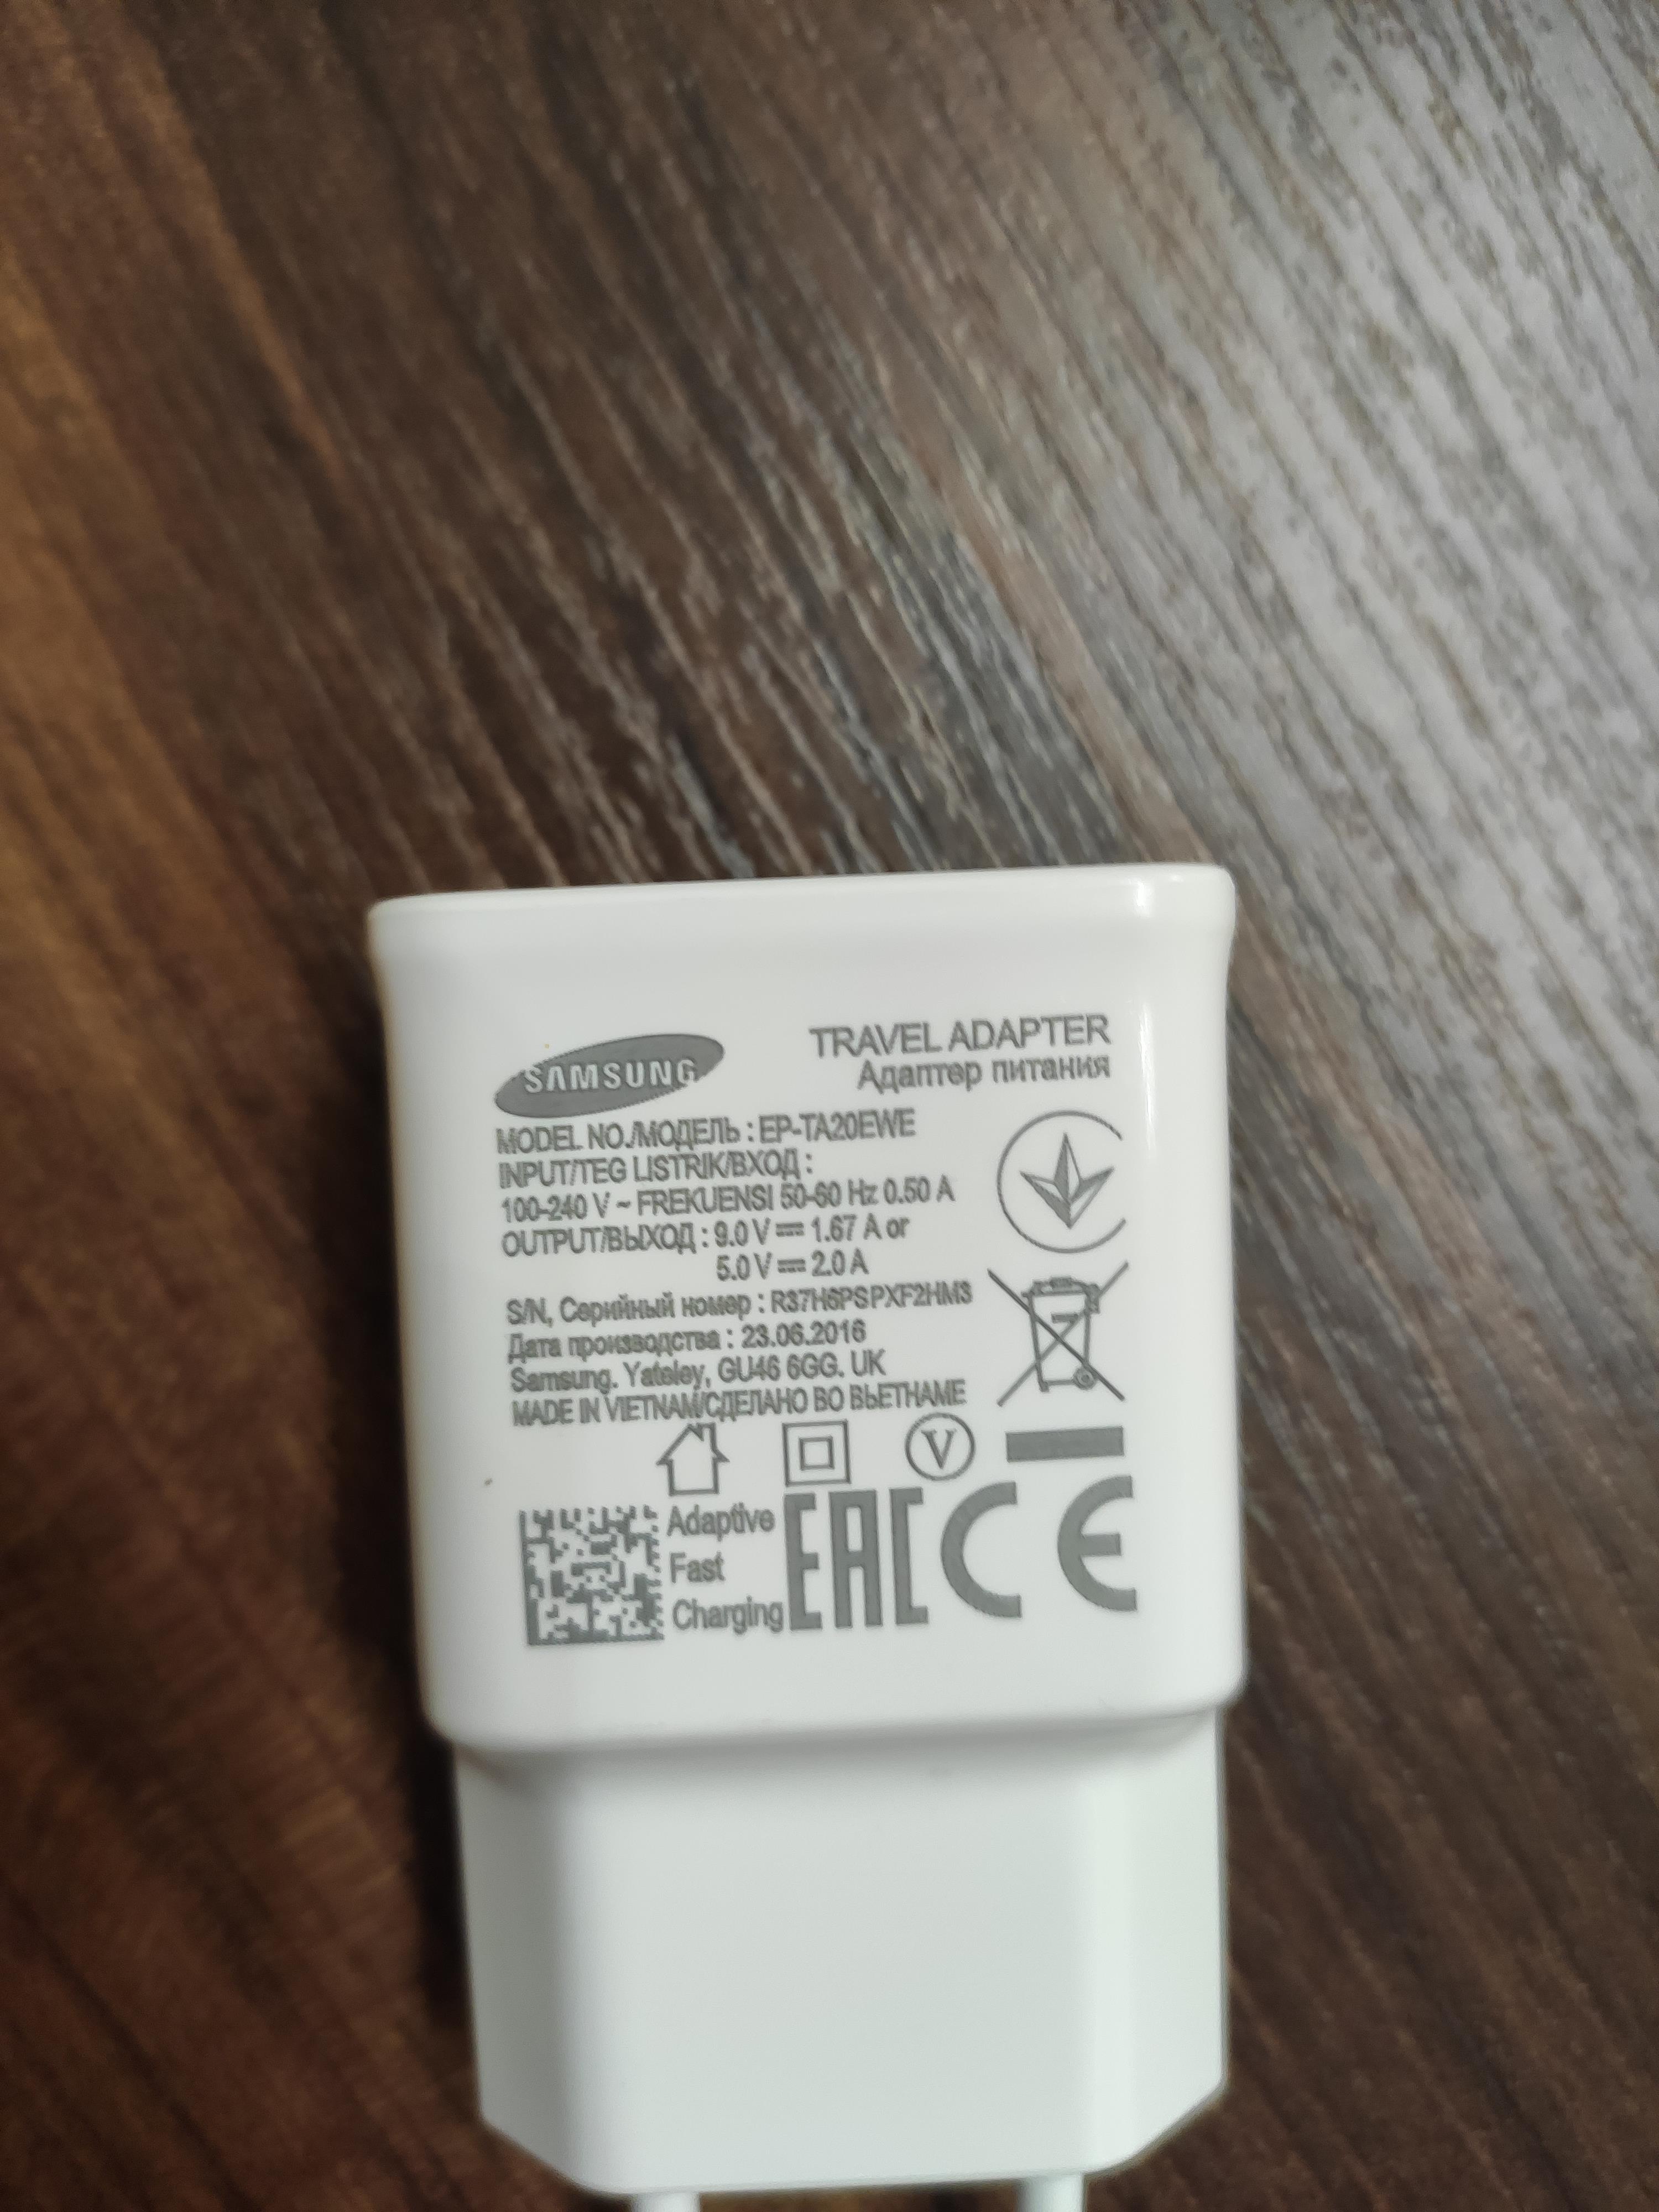 SAMSUNG
TRAVEL ADAPTER
Адаптер питания
MODEL NO./МОДЕЛЬ : EP-TA20EWE
INPUT/TEG LISTRIK/ВХОД :
100-240 V ~ FREKUENSI 50-60 Hz 0.50 A
OUTPUT/ВЫХОД : 9.0 V ⎓ 1.67 A or
5.0 V ⎓ 2.0 A
S/N, Серийный номер : R37H6PSPXF2HM3
Дата производства : 23.06.2016
Samsung. Yateley, GU46 6GG. UK
MADE IN VIETNAM/СДЕЛАНО ВО ВЬЕТНАМЕ
V
Adaptive
Fast
Charging
EAC CE